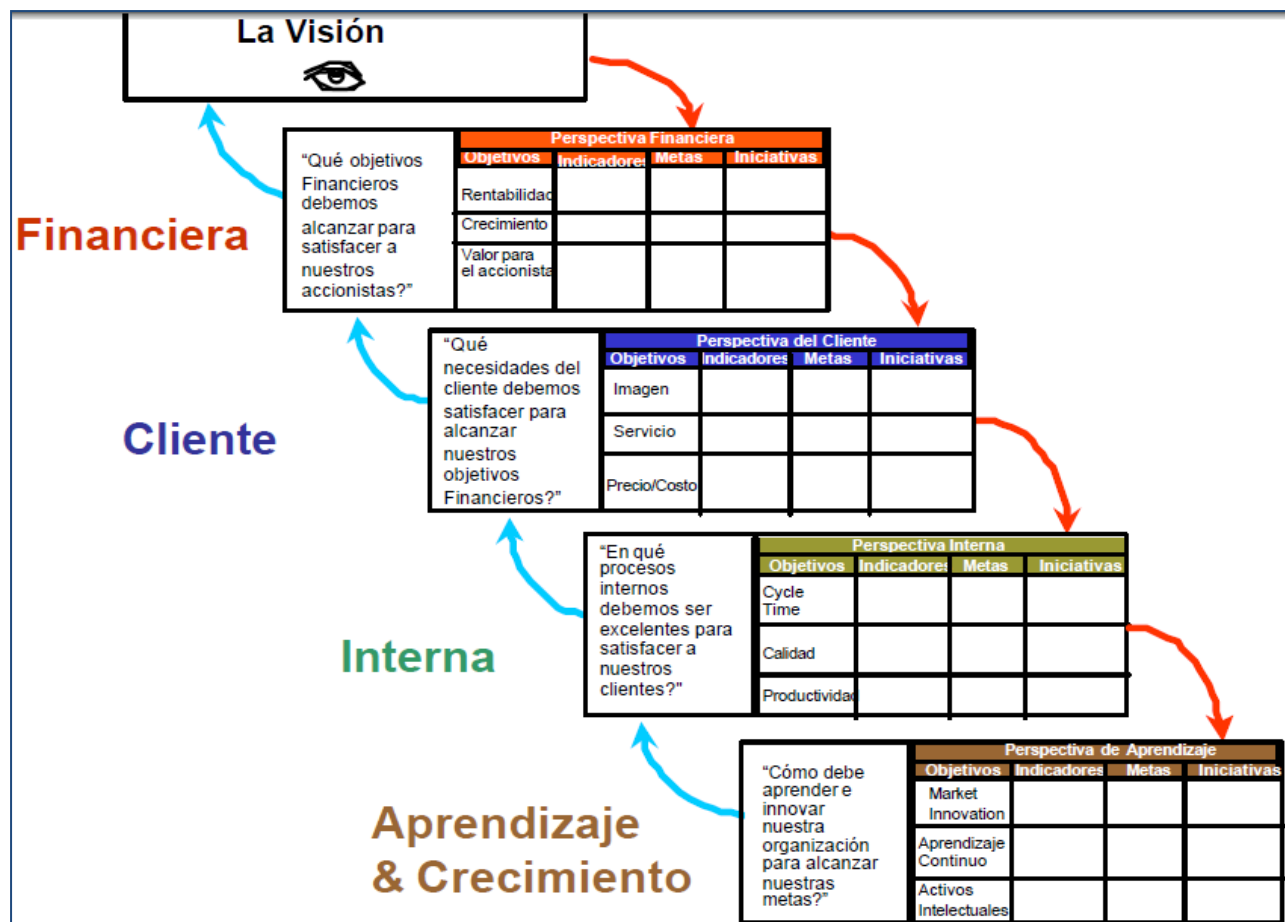 La Visión
Financiera
“Qué objetivos
Financieros
debemos
alcanzar para
satisfacer a
nuestros
accionistas?”
Perspectiva Financiera
Objetivos Indicadores Metas Iniciativas
Rentabilidad
Crecimiento
Valor para
el accionista
Cliente
“Qué
necesidades del
cliente debemos
satisfacer para
alcanzar
nuestros
objetivos
Financieros?”
Perspectiva del Cliente
Objetivos Indicadores Metas Iniciativas
Imagen
Servicio
Precio/Costo
Interna
“En qué
procesos
internos
debemos ser
excelentes para
satisfacer a
nuestros
clientes?"
Perspectiva Interna
Objetivos Indicadores Metas Iniciativas
Cycle
Time
Calidad
Productividad
Aprendizaje
& Crecimiento
“Cómo debe
aprender e
innovar
nuestra
organización
para alcanzar
nuestras
metas?”
Perspectiva de Aprendizaje
Objetivos Indicadores Metas Iniciativas
Market
Innovation
Aprendizaje
Continuo
Activos
Intelectuales